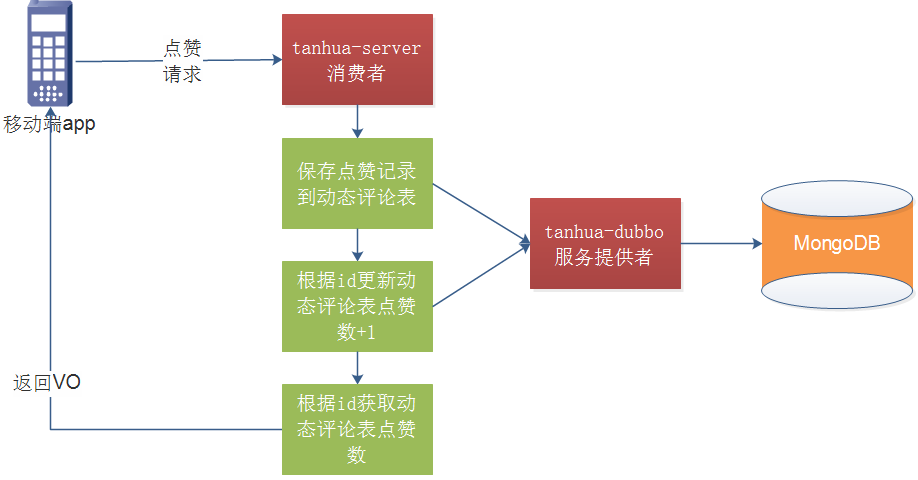 点赞
请求
tanhua-server
消费者
移动端app
保存点赞记录
到动态评论表
tanhua-dubbo
服务提供者
MongoDB
根据id更新动
态评论表点赞
数+1
返回VO
根据id获取动
态评论表点赞
数